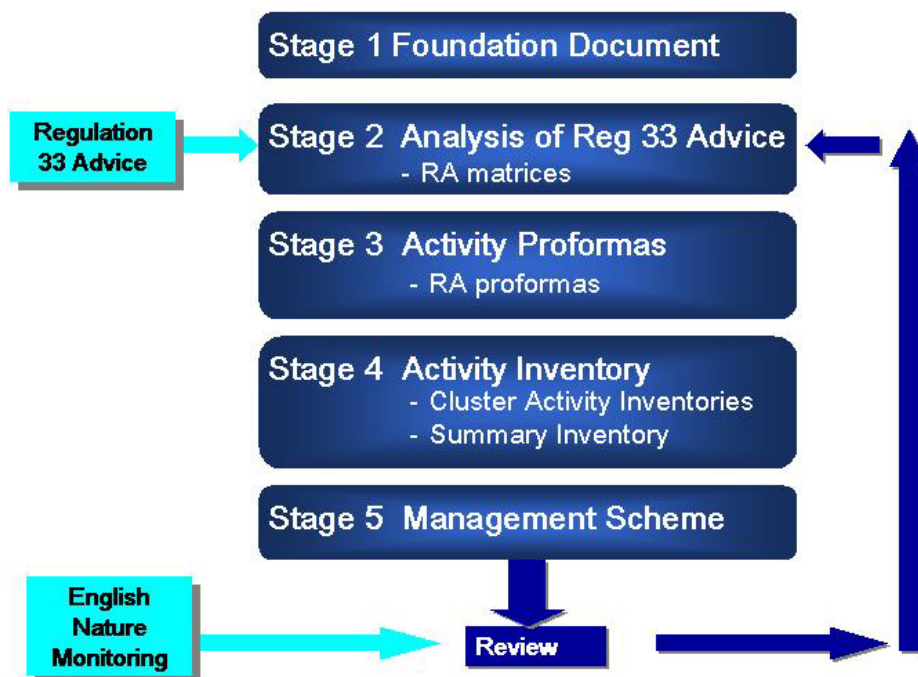 Stage 1 Foundation Document
Regulation
33 Advice
Stage 2 Analysis of Reg 33 Advice
- RA matrices
Stage 3 Activity Proformas
- RA proformas
Stage 4 Activity Inventory
- Cluster Activity Inventories
- Summary Inventory
Stage 5 Management Scheme
English
Nature
Monitoring
Review